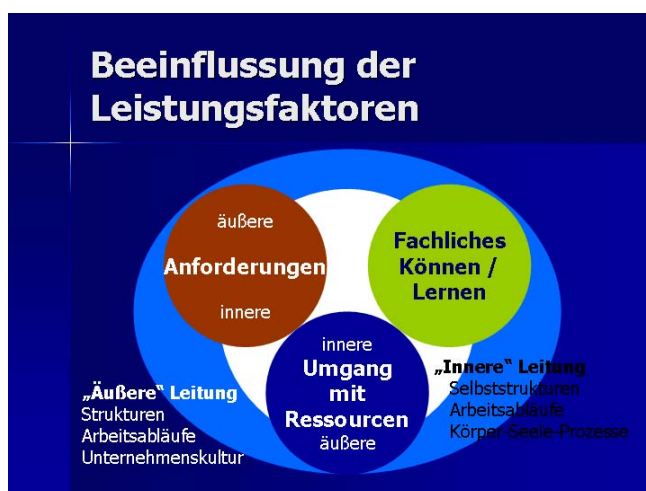 Beeinflussung der
Leistungsfaktoren
äußere
Anforderungen
innere
Fachliches
Können /
Lernen
innere
Umgang
mit
Ressourcen
äußere
„Äußere“ Leitung
Strukturen
Arbeitsabläufe
Unternehmenskultur
„Innere“ Leitung
Selbststrukturen
Arbeitsabläufe
Körper-Seele-Prozesse